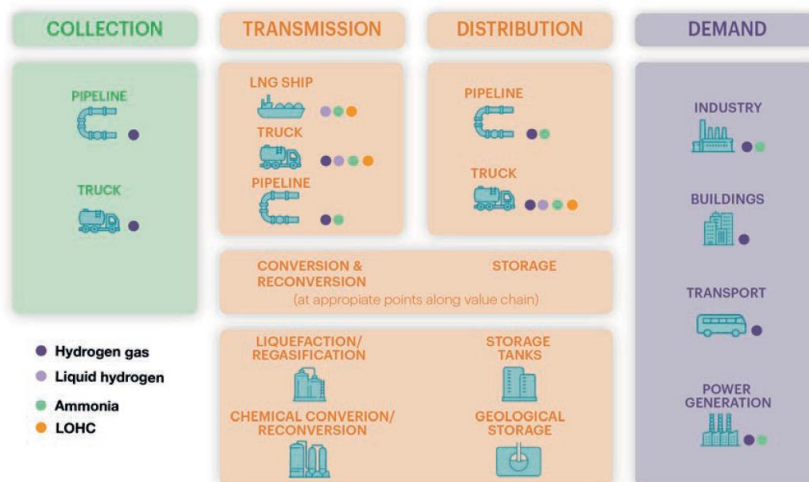 COLLECTION
TRANSMISSION
DISTRIBUTION
DEMAND
PIPELINE
TRUCK
LNG SHIP
TRUCK
PIPELINE
PIPELINE
TRUCK
INDUSTRY
BUILDINGS
TRANSPORT
POWER
GENERATION
CONVERSION &
RECONVERSION
STORAGE
(at appropiate points along value chain)
LIQUEFACTION/
REGASIFICATION
STORAGE
TANKS
CHEMICAL CONVERION/
RECONVERSION
GEOLOGICAL
STORAGE
Hydrogen gas
Liquid hydrogen
Ammonia
LOHC